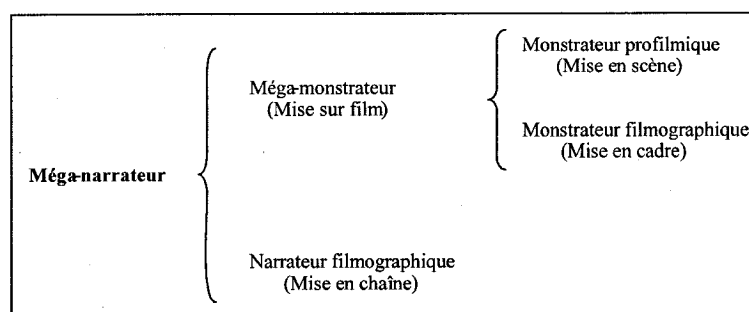 Monstrateur profilmique
(Mise en scène)
Méga-monstrateur
(Mise sur film)
Monstrateur filmographique
(Mise en cadre)
Méga-narrateur
Narrateur filmographique
(Mise en chaîne)